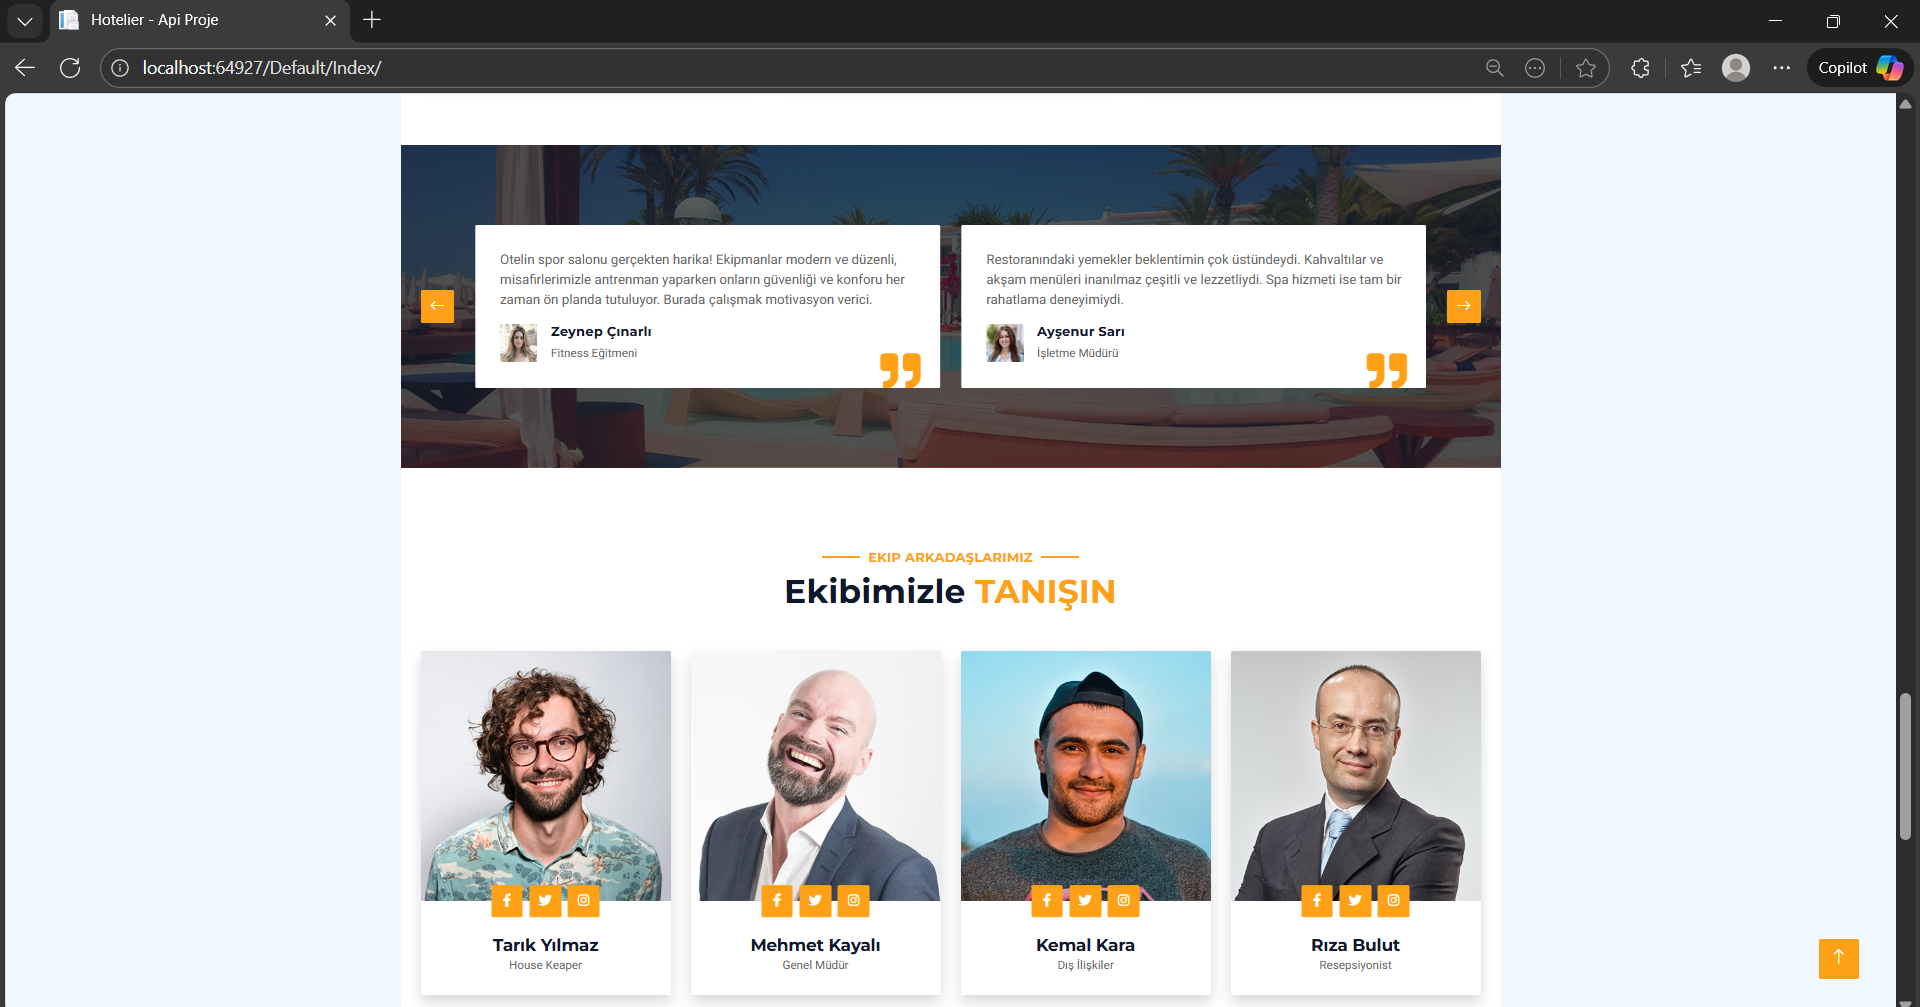 Hotelier - Api Proje
localhost:64927/Default/Index/
Copilot
Otelin spor salonu gerçekten harika! Ekipmanlar modern ve düzenli,
misafirlerimizle antrenman yaparken onların güvenliği ve konforu her
zaman ön planda tutuluyor. Burada çalışmak motivasyon verici.
Zeynep Çınarlı
Fitness Eğitmeni
Restoranındaki yemekler beklentimin çok üstündeydi. Kahvaltılar ve
akşam menüleri inanılmaz çeşitli ve lezzetliydi. Spa hizmeti ise tam bir
rahatlama deneyimiydi.
Ayşenur Sarı
İşletme Müdürü
EKIP ARKADAŞLARIMIZ
Ekibimizle TANIŞIN
Tarık Yılmaz
House Keaper
Mehmet Kayalı
Genel Müdür
Kemal Kara
Dış İlişkiler
Rıza Bulut
Resepsiyonist